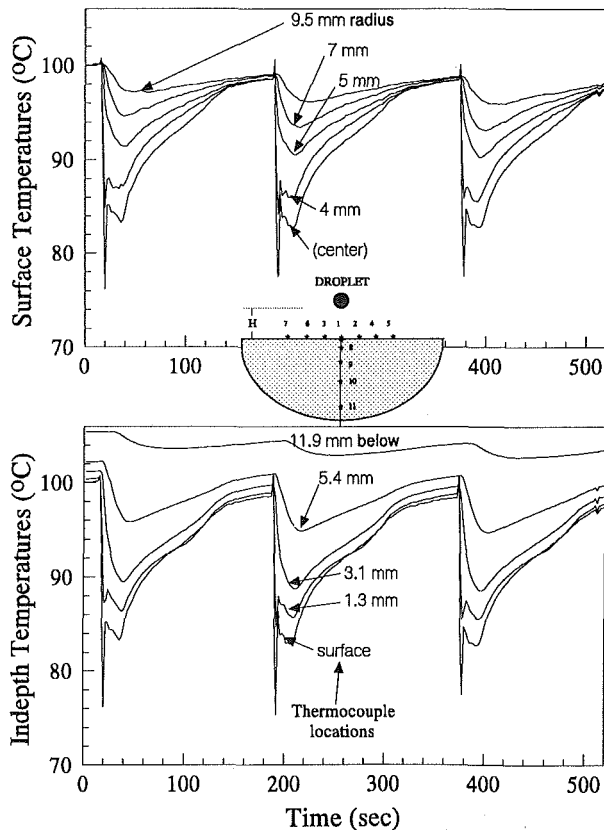 9.5 mm radius
7 mm
5 mm
4 mm
(center)
Surface Temperatures (°C)
100
90
80
70
0
100
400
500
DROPLET
H
7 6 3 1 2 4 5
8
9
10
11
11.9 mm below
5.4 mm
3.1 mm
1.3 mm
surface
Thermocouple
locations
Indepth Temperatures (°C)
100
90
80
70
0 100 200 300 400 500
Time (sec)